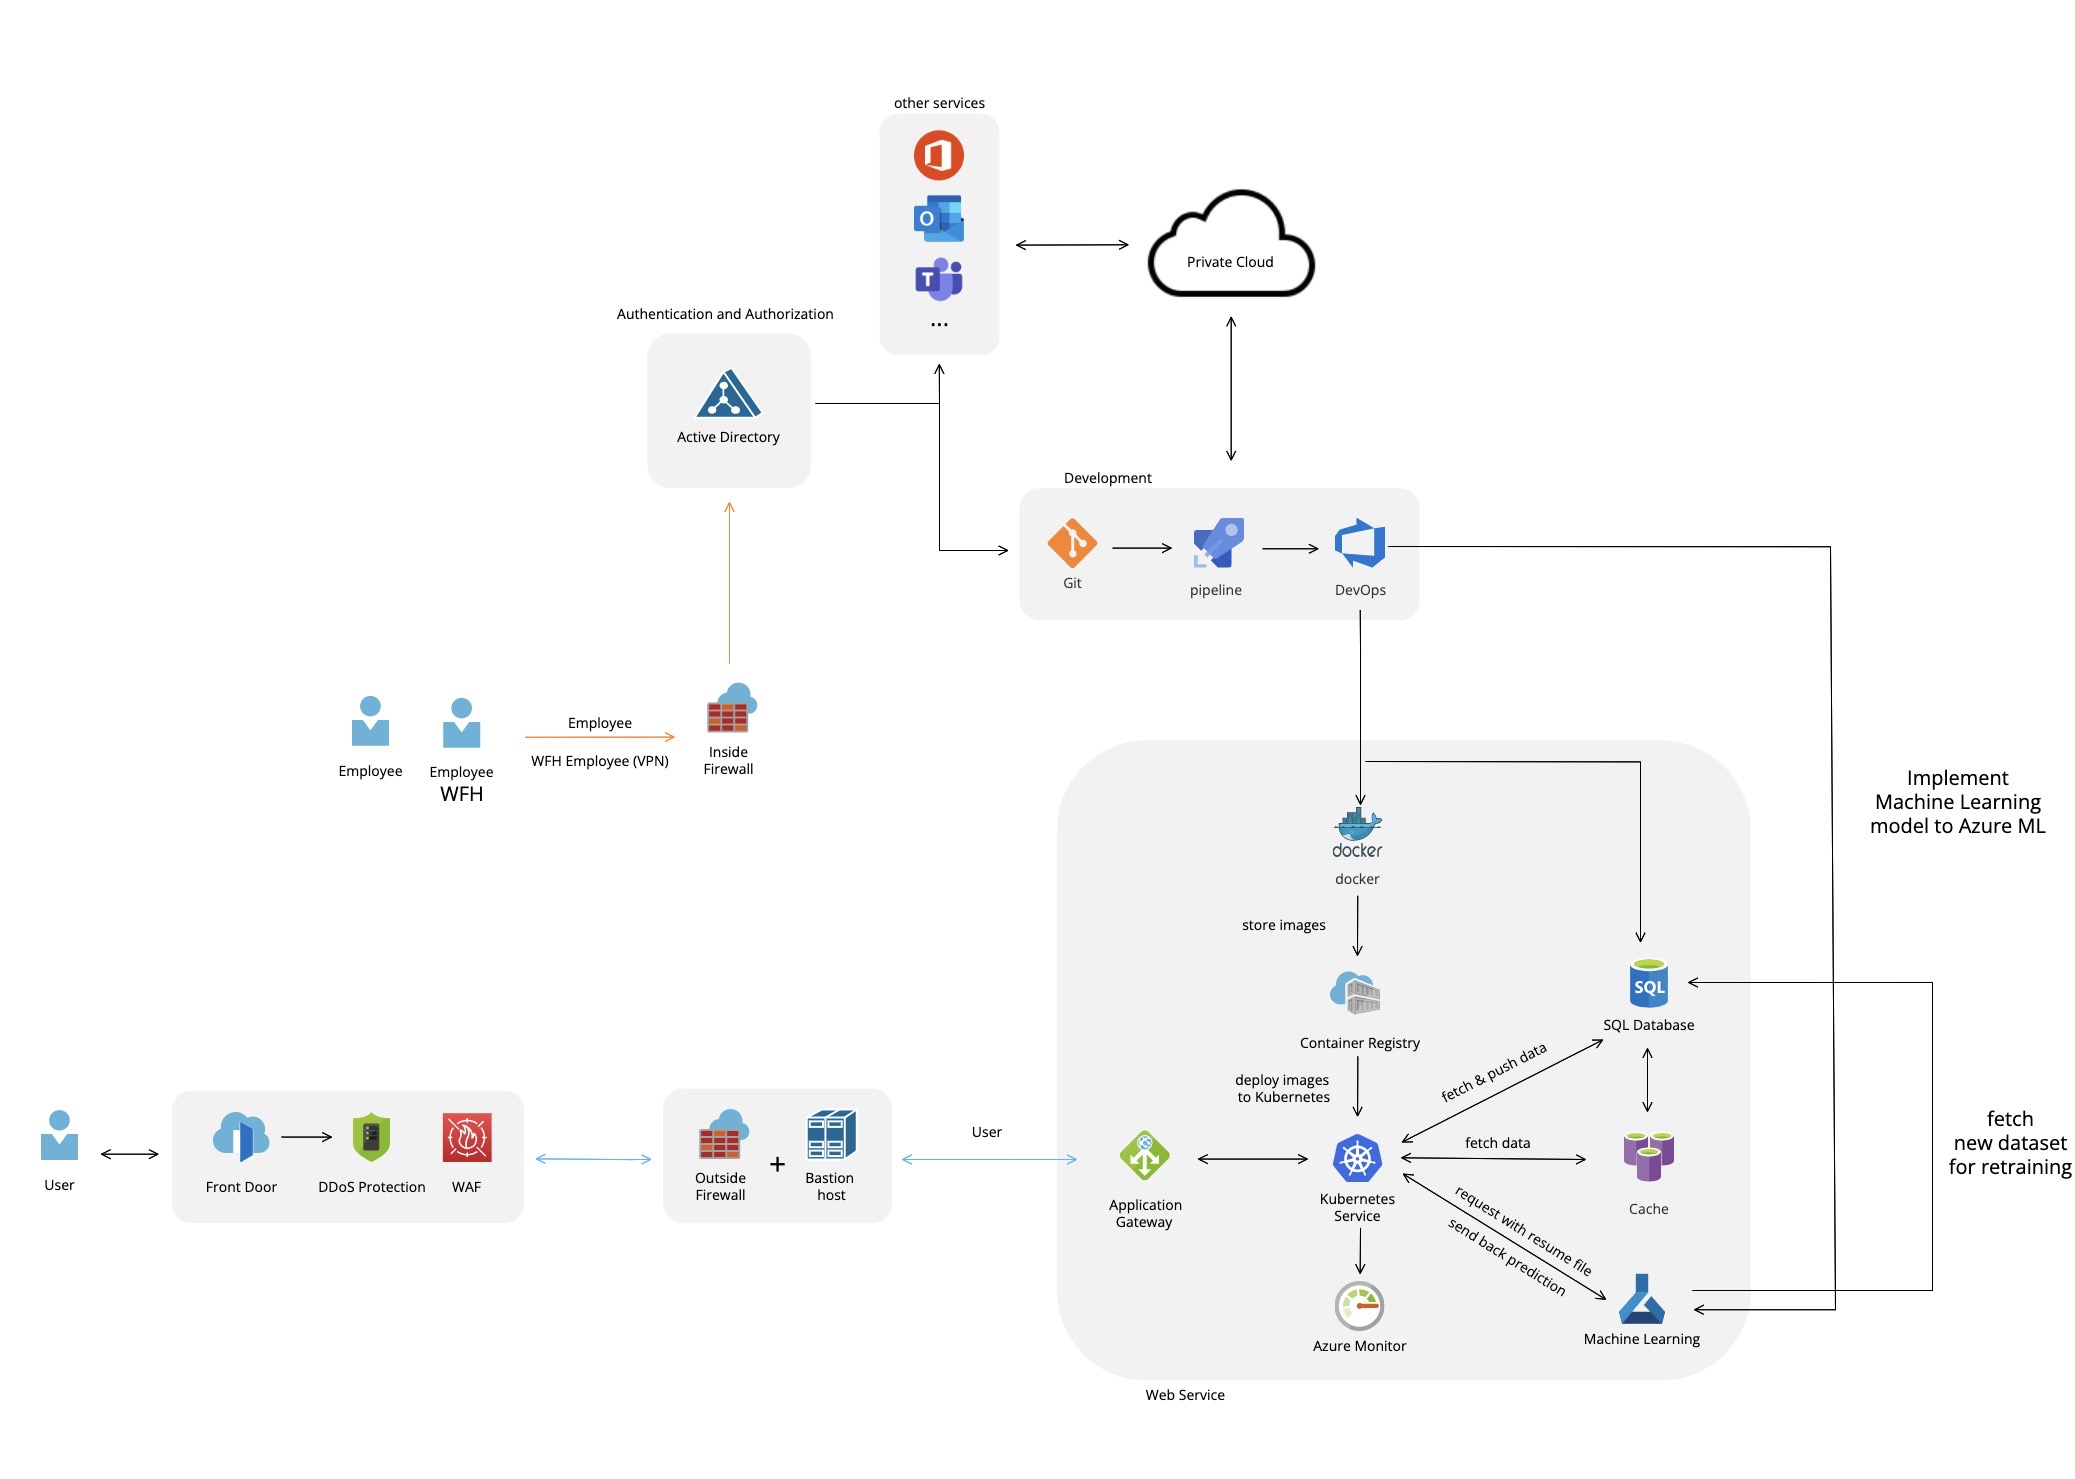 other services
O
T
...
Private Cloud
Authentication and Authorization
Active Directory
Development
Git
pipeline
DevOps
Employee
Employee
WFH
Employee
WFH Employee (VPN)
Inside
Firewall
Implement
Machine Learning
model to Azure ML
docker
docker
store images
Container Registry
SQL
SQL Database
deploy images
to Kubernetes
fetch & push data
User
Front Door
DDoS Protection
WAF
Outside
Firewall
+
Bastion
host
User
Application
Gateway
Kubernetes
Service
fetch data
Cache
request with resume file
send back prediction
fetch
new dataset
for retraining
Azure Monitor
Machine Learning
Web Service